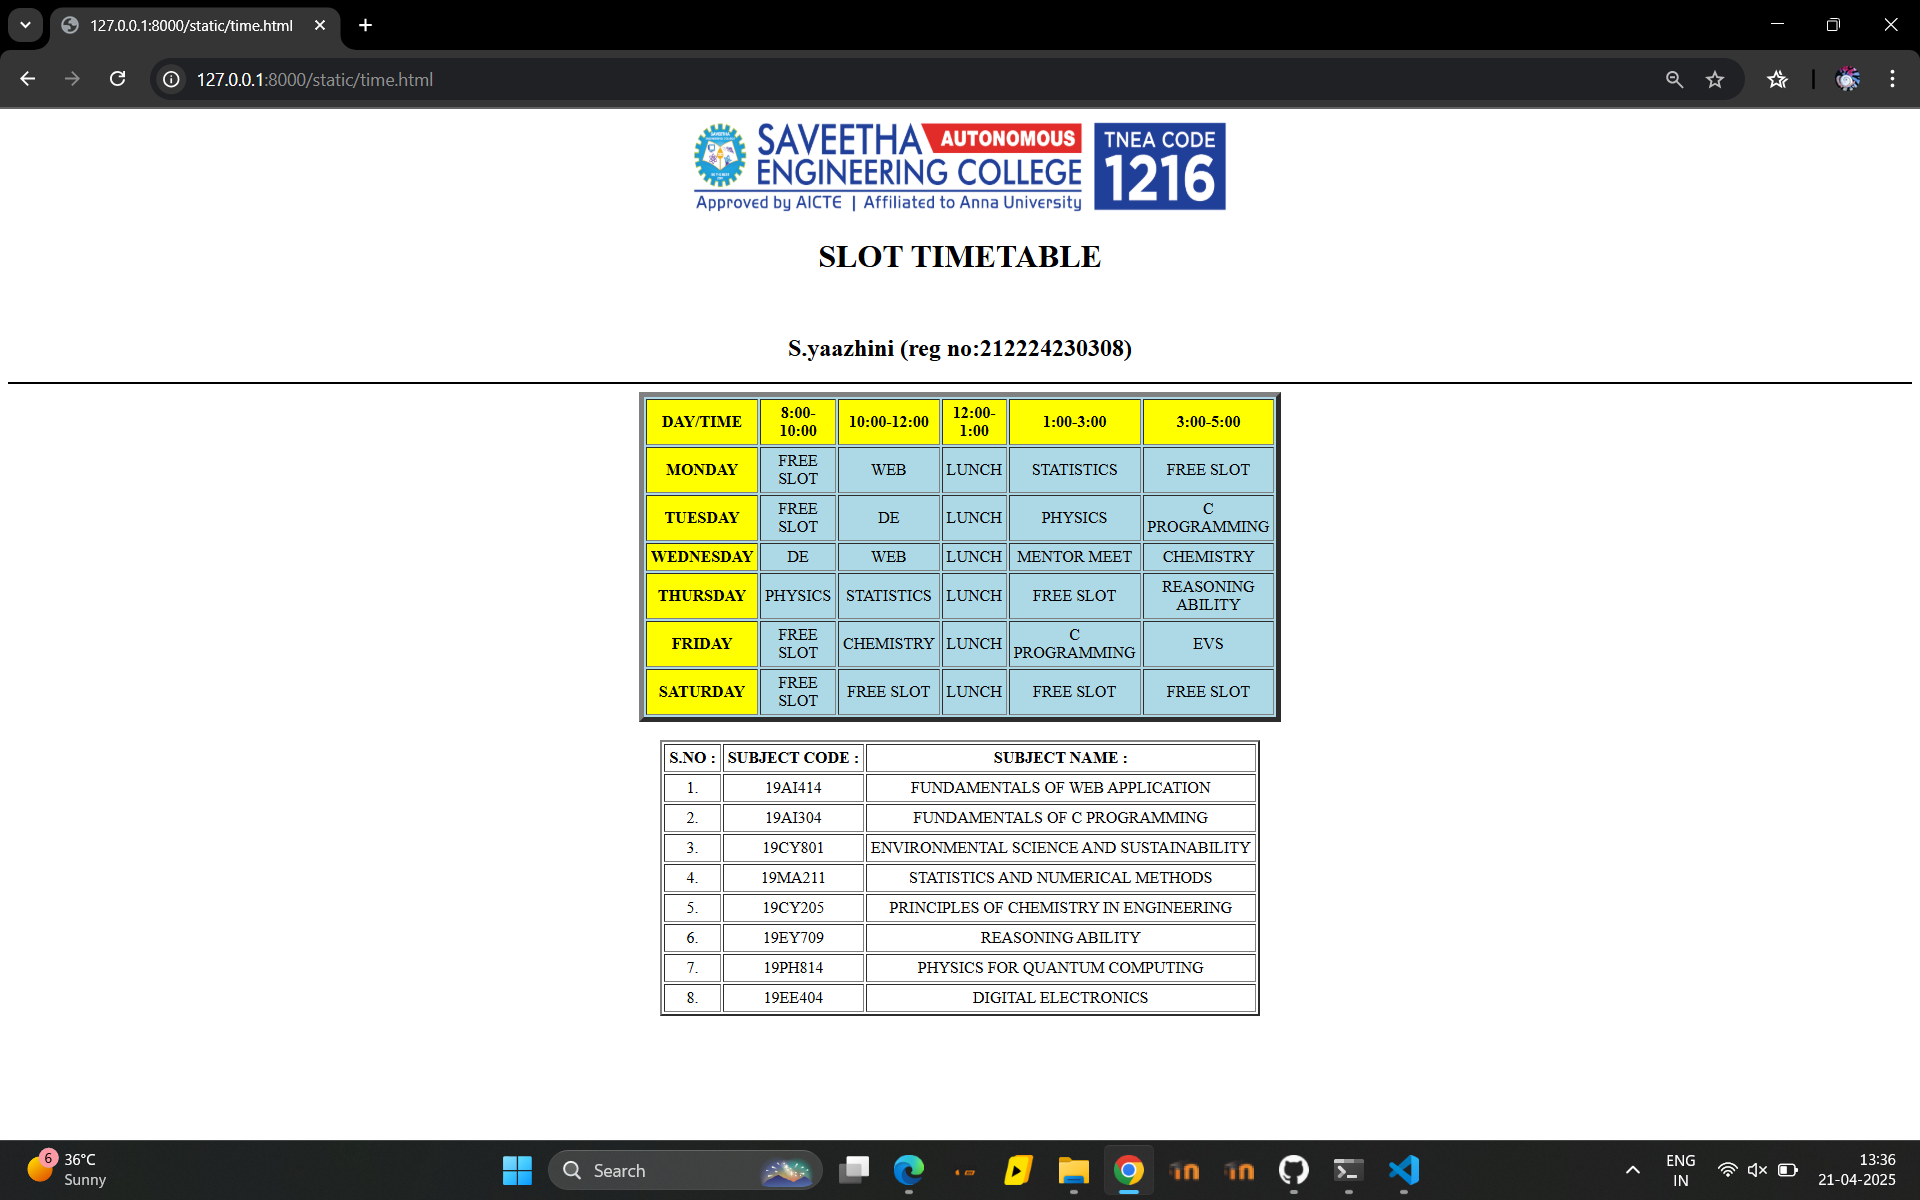 127.0.0.1:8000/static/time.html
127.0.0.1:8000/static/time.html
SAVEETHA AUTONOMOUS
ENGINEERING COLLEGE
Approved by AICTE | Affiliated to Anna University
TNEA CODE
1216
SLOT TIMETABLE
S.yaazhini (reg no:212224230308)
DAY/TIME 8:00-10:00 10:00-12:00 12:00-1:00 1:00-3:00 3:00-5:00
MONDAY FREE SLOT WEB LUNCH STATISTICS FREE SLOT
TUESDAY FREE SLOT DE LUNCH PHYSICS C PROGRAMMING
WEDNESDAY DE WEB LUNCH MENTOR MEET CHEMISTRY
THURSDAY PHYSICS STATISTICS LUNCH FREE SLOT REASONING ABILITY
FRIDAY FREE SLOT CHEMISTRY LUNCH C PROGRAMMING EVS
SATURDAY FREE SLOT FREE SLOT LUNCH FREE SLOT FREE SLOT
S.NO : SUBJECT CODE : SUBJECT NAME :
1. 19AI414 FUNDAMENTALS OF WEB APPLICATION
2. 19AI304 FUNDAMENTALS OF C PROGRAMMING
3. 19CY801 ENVIRONMENTAL SCIENCE AND SUSTAINABILITY
4. 19MA211 STATISTICS AND NUMERICAL METHODS
5. 19CY205 PRINCIPLES OF CHEMISTRY IN ENGINEERING
6. 19EY709 REASONING ABILITY
7. 19PH814 PHYSICS FOR QUANTUM COMPUTING
8. 19EE404 DIGITAL ELECTRONICS
6
36°C
Sunny
Search
ENG
IN
13:36
21-04-2025